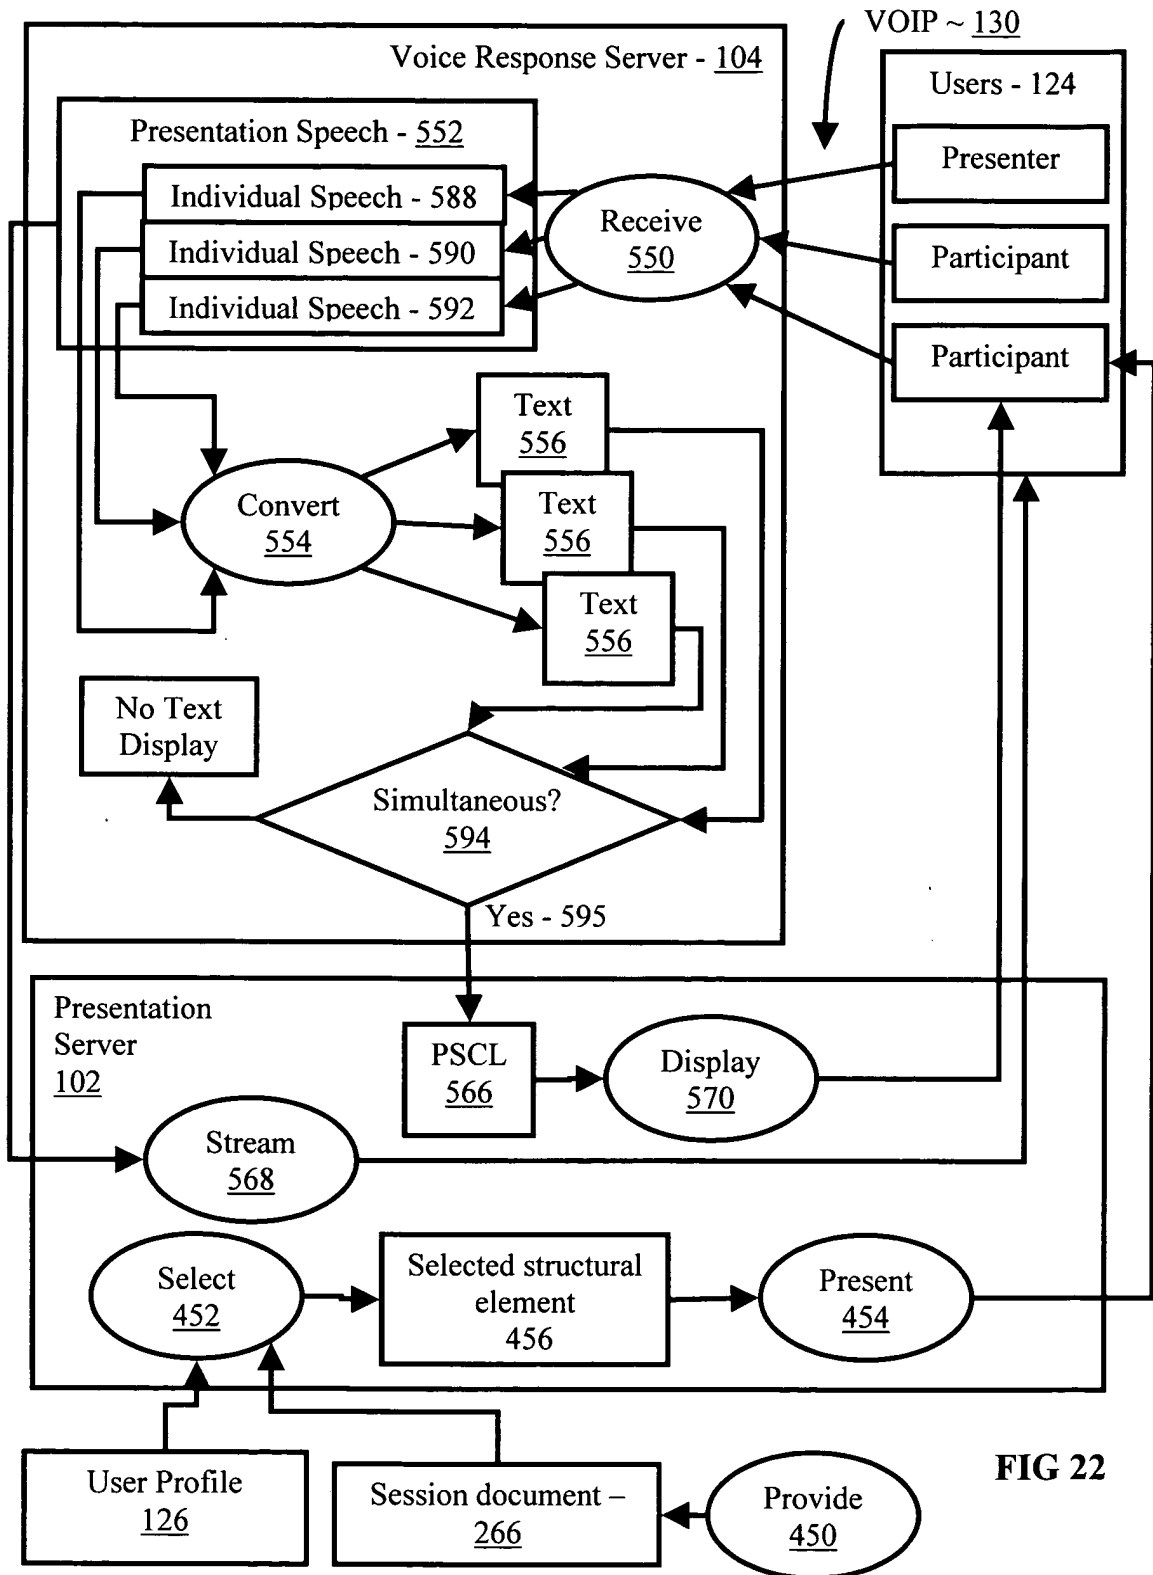 VOIP ~ 130
Voice Response Server - 104
Users - 124
Presentation Speech - 552
Presenter
Individual Speech - 588
Receive
550
Individual Speech - 590
Participant
Individual Speech - 592
Participant
Text
556
Convert
554
Text
556
Text
556
No Text
Display
Simultaneous?
594
Yes - 595
Presentation
Server
102
PSCL
566
Display
570
Stream
568
Select
452
Selected structural
element
456
Present
454
User Profile
126
Session document –
266
Provide
450
FIG 22